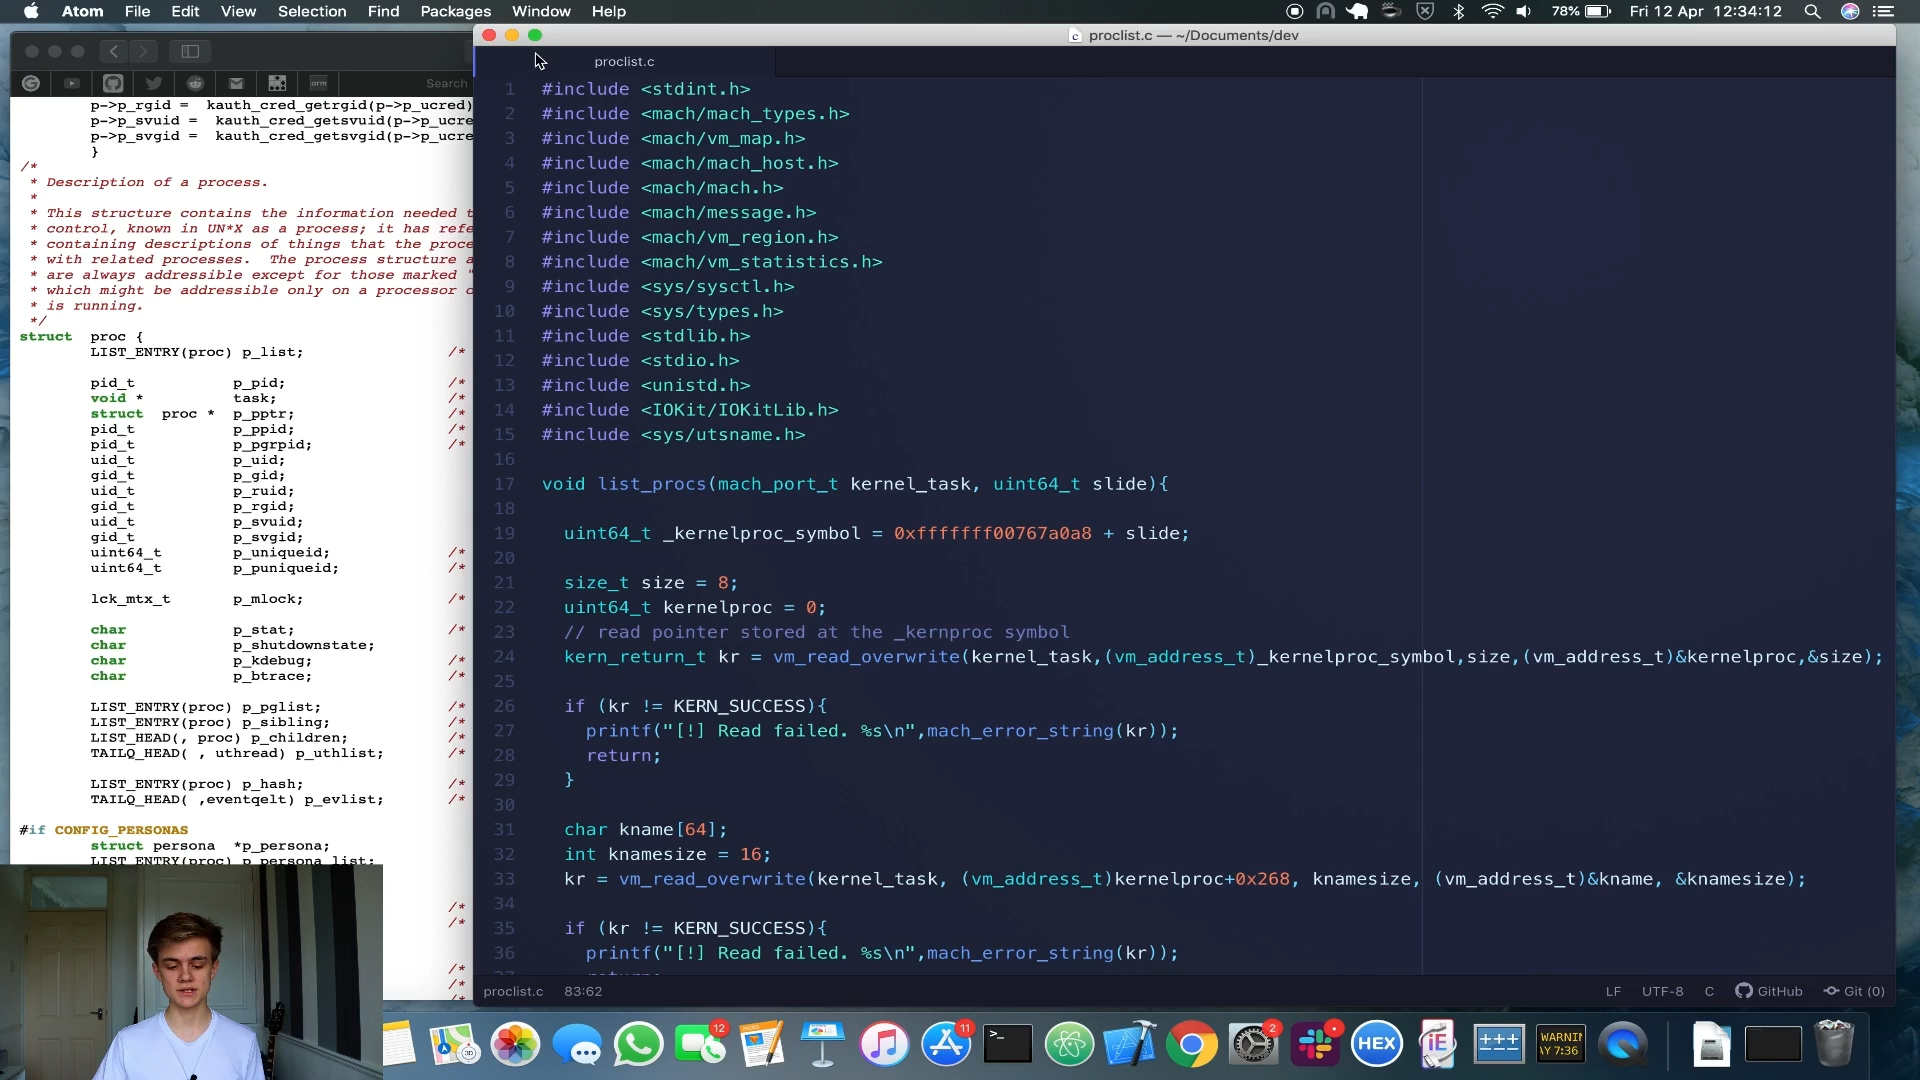 Atom File Edit View Selection Find Packages Window Help
78% Fri 12 Apr 12:34:12
proclist.c — ~/Documents/dev
Search
orm
proclist.c
p->p_rgid = kauth_cred_getrgid(p->p_ucred)
p->p_svuid = kauth_cred_getsvuid(p->p_ucre
p->p_svgid = kauth_cred_getsvgid(p->p_ucre
}
/*
* Description of a process.
*
* This structure contains the information needed t
* control, known in UN*X as a process; it has refe
* containing descriptions of things that the proce
* with related processes. The process structure a
* are always addressible except for those marked "
* which might be addressible only on a processor o
* is running.
*/
struct proc {
LIST_ENTRY(proc) p_list; /*
pid_t p_pid; /*
void * task; /*
struct proc * p_pptr; /*
pid_t p_ppid; /*
pid_t p_pgrpid; /*
uid_t p_uid;
gid_t p_gid;
uid_t p_ruid;
gid_t p_rgid;
uid_t p_svuid;
gid_t p_svgid;
uint64_t p_uniqueid; /*
uint64_t p_puniqueid; /*
lck_mtx_t p_mlock; /*
char p_stat; /*
char p_shutdownstate;
char p_kdebug; /*
char p_btrace; /*
LIST_ENTRY(proc) p_pglist; /*
LIST_ENTRY(proc) p_sibling; /*
LIST_HEAD(, proc) p_children; /*
TAILQ_HEAD( , uthread) p_uthlist; /*
LIST_ENTRY(proc) p_hash; /*
TAILQ_HEAD( ,eventqelt) p_evlist; /*
#if CONFIG_PERSONAS
struct persona *p_persona;
LIST_ENTRY(proc) p_persona_list;
/*
/*
/*
/*
/*
1 #include <stdint.h>
2 #include <mach/mach_types.h>
3 #include <mach/vm_map.h>
4 #include <mach/mach_host.h>
5 #include <mach/mach.h>
6 #include <mach/message.h>
7 #include <mach/vm_region.h>
8 #include <mach/vm_statistics.h>
9 #include <sys/sysctl.h>
10 #include <sys/types.h>
11 #include <stdlib.h>
12 #include <stdio.h>
13 #include <unistd.h>
14 #include <IOKit/IOKitLib.h>
15 #include <sys/utsname.h>
16
17 void list_procs(mach_port_t kernel_task, uint64_t slide){
18
19 uint64_t _kernelproc_symbol = 0xfffffff00767a0a8 + slide;
20
21 size_t size = 8;
22 uint64_t kernelproc = 0;
23 // read pointer stored at the _kernproc symbol
24 kern_return_t kr = vm_read_overwrite(kernel_task,(vm_address_t)_kernelproc_symbol,size,(vm_address_t)&kernelproc,&size);
25
26 if (kr != KERN_SUCCESS){
27 printf("[!] Read failed. %s\n",mach_error_string(kr));
28 return;
29 }
30
31 char kname[64];
32 int knamesize = 16;
33 kr = vm_read_overwrite(kernel_task, (vm_address_t)kernelproc+0x268, knamesize, (vm_address_t)&kname, &knamesize);
34
35 if (kr != KERN_SUCCESS){
36 printf("[!] Read failed. %s\n",mach_error_string(kr));
proclist.c 83:62
LF UTF-8 C GitHub Git (0)
3D
12
11
>_
2
HEX
iE
WARNIN
AY 7:36